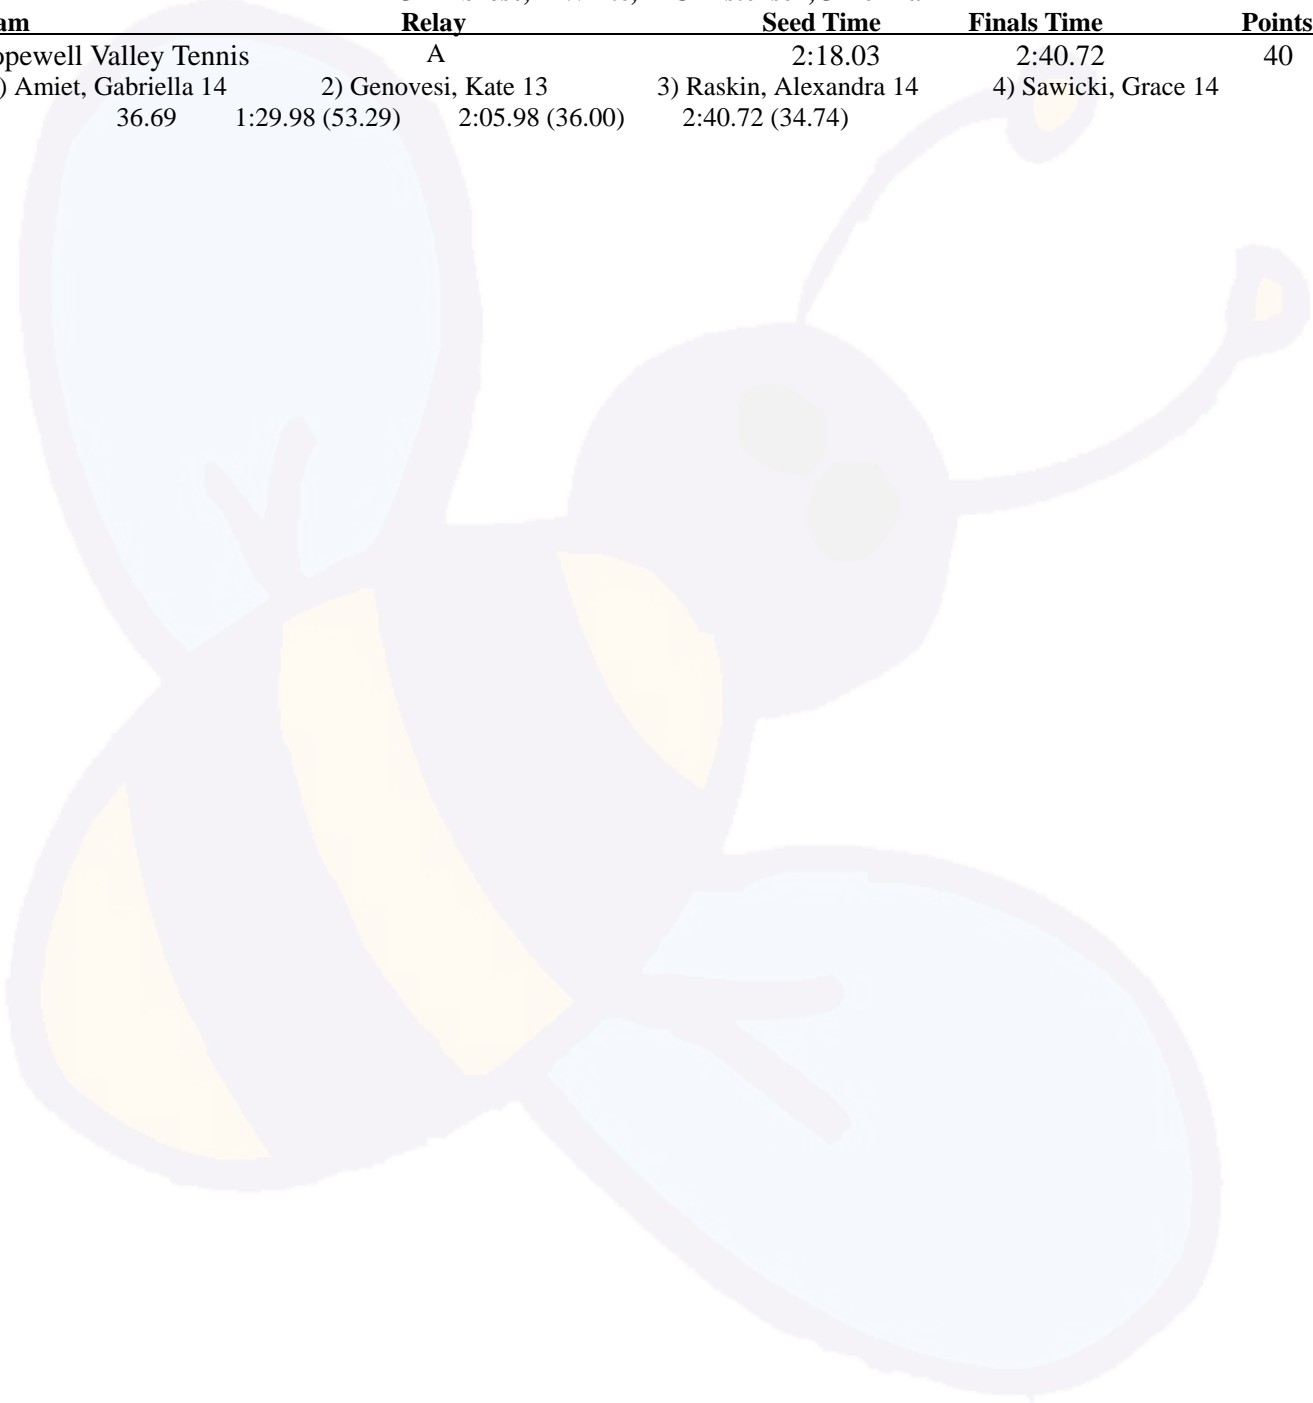 Relay Seed Time Finals Time Points
Valley Tennis A 2:18.03 2:40.72 40
Amiet, Gabriella 14 2) Genovesi, Kate 13 3) Raskin, Alexandra 14 4) Sawicki, Grace 14
36.69 1:29.98 (53.29) 2:05.98 (36.00) 2:40.72 (34.74)